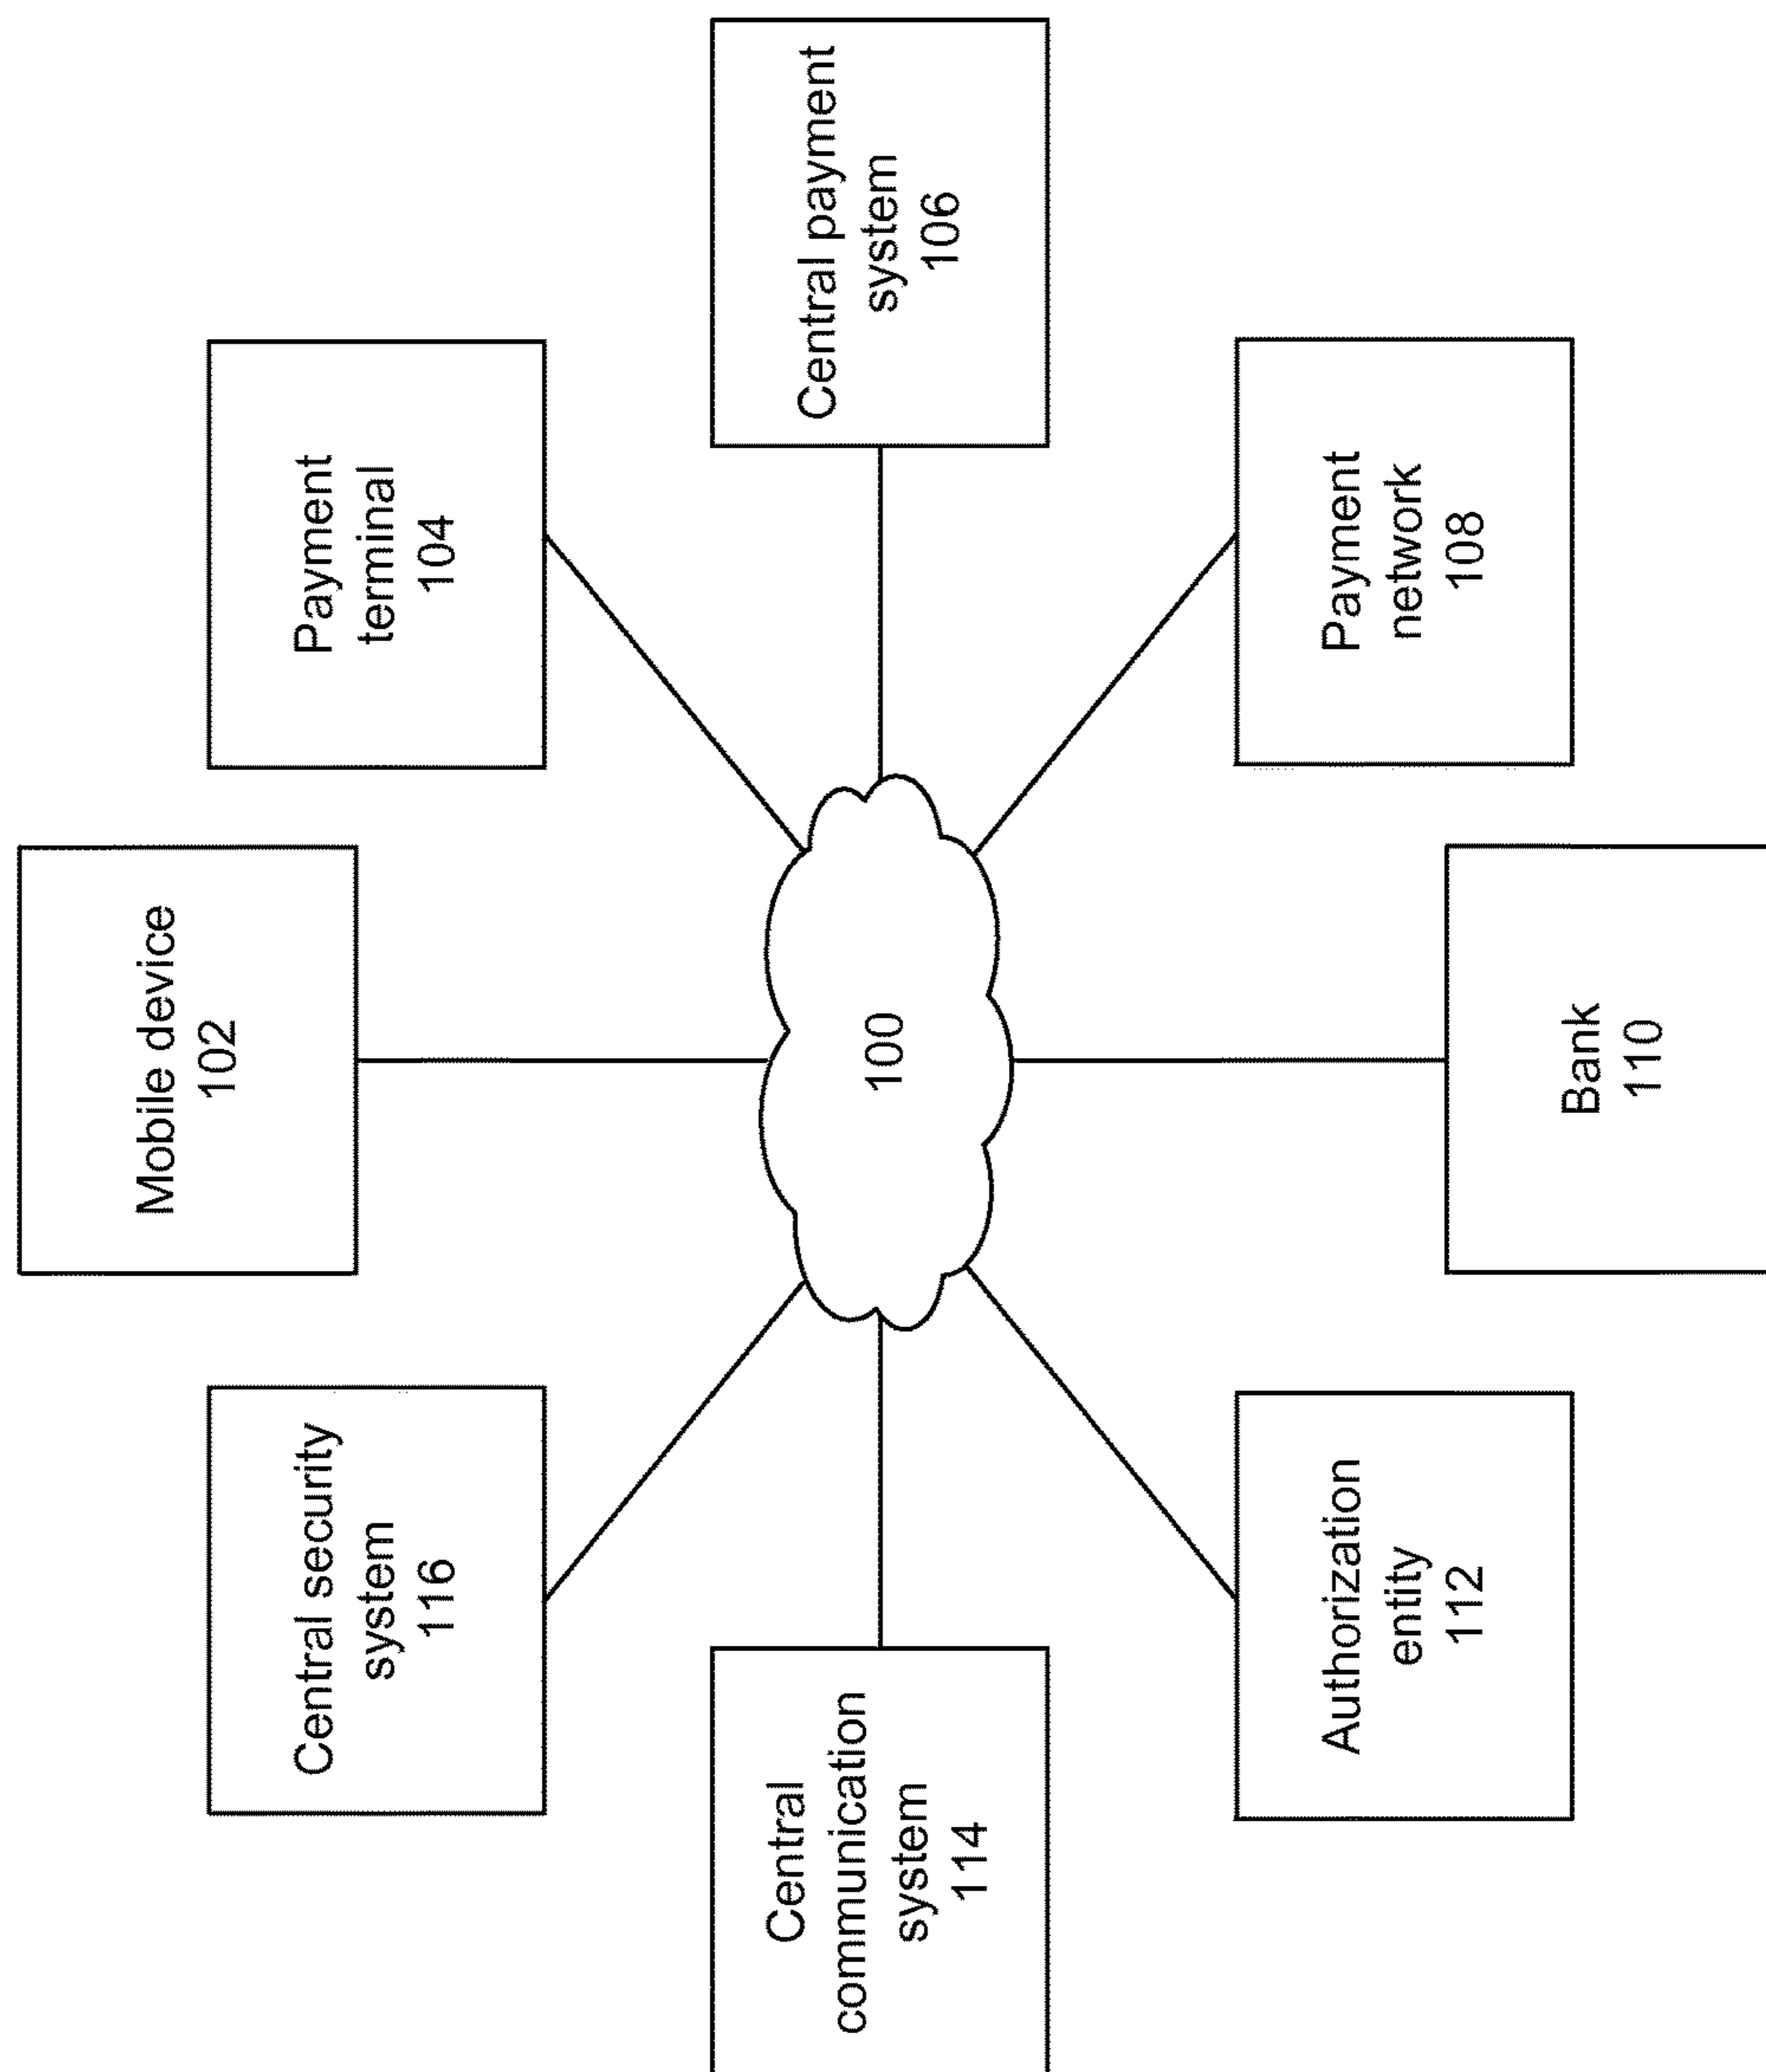 Mobile device
102
Central security
system
116
Payment
terminal
104
Central
communication
system
114
100
Central payment
system
106
Authorization
entity
112
Payment
network
108
Bank
110